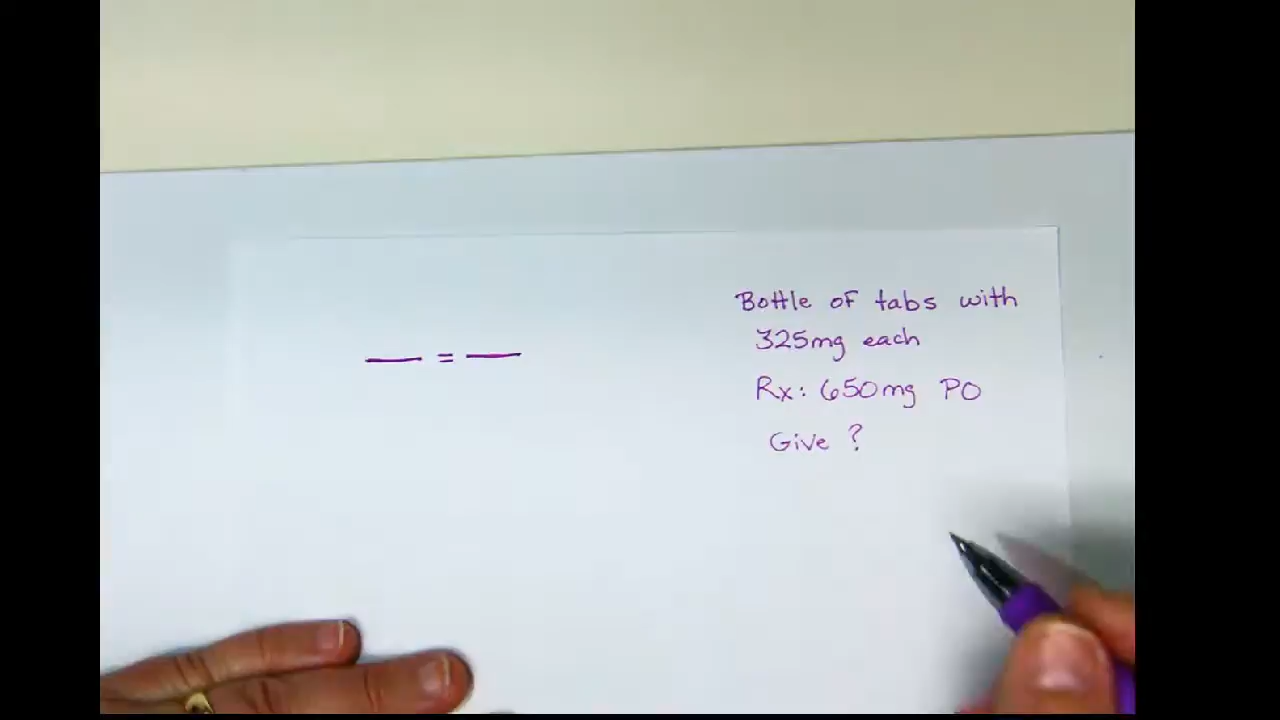 Bottle of tabs with
325mg each
— = —
Rx: 650mg PO
Give ?